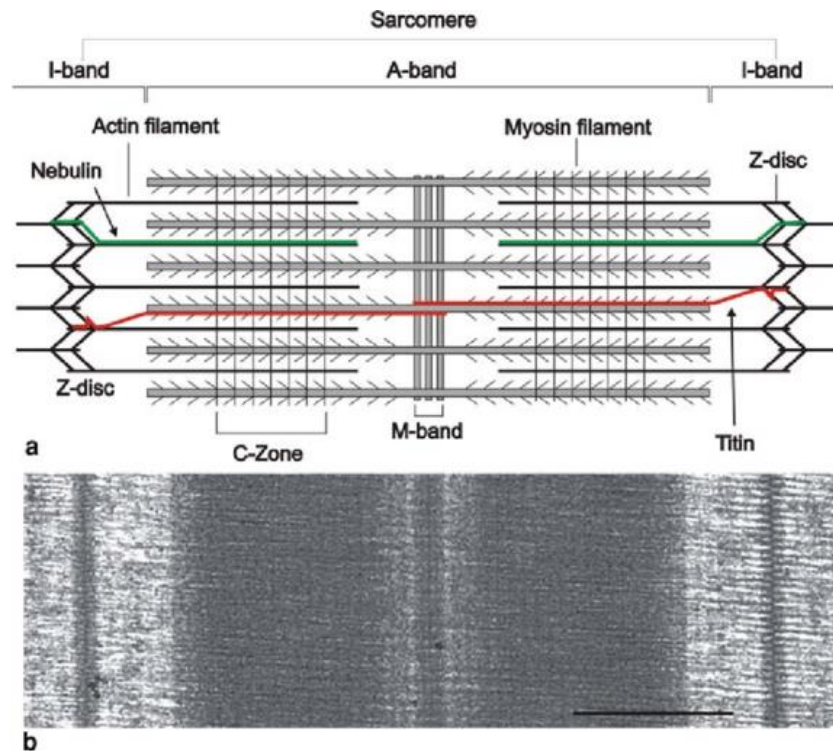 Sarcomere
I-band A-band I-band
Actin filament Myosin filament
Z-disc
Nebulin
Z-disc
M-band
Titin
C-Zone
a
b